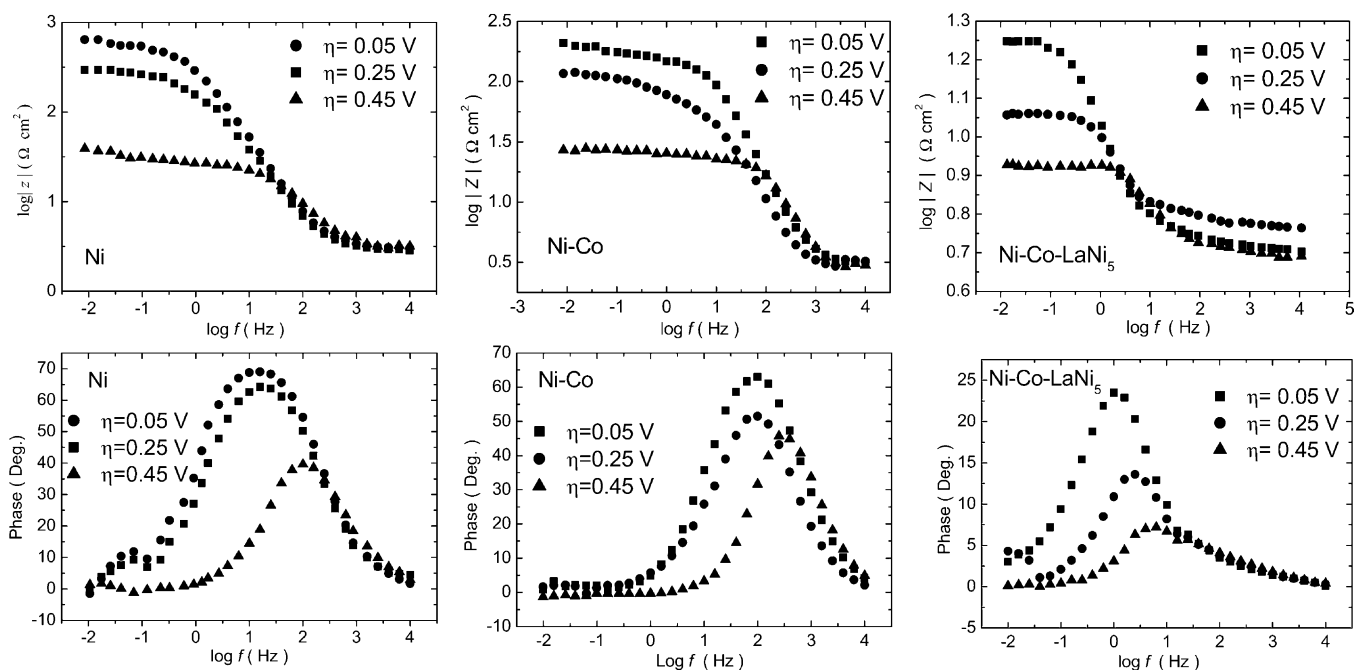 log|z| ( Ω cm²)
3
2
1
0
η= 0.05 V
η= 0.25 V
η= 0.45 V
Ni
-2 -1 0 1 2 3 4
log f ( Hz )
log | Z | ( Ω cm²)
2.5
2.0
1.5
1.0
0.5
η= 0.05 V
η= 0.25 V
η= 0.45 V
Ni-Co
-3 -2 -1 0 1 2 3 4
log f ( Hz )
log | Z | ( Ω cm²)
1.3
1.2
1.1
1.0
0.9
0.8
0.7
0.6
η= 0.05 V
η= 0.25 V
η= 0.45 V
Ni-Co-LaNi₅
-2 -1 0 1 2 3 4 5
log f ( Hz )
Phase ( Deg.)
70
60
50
40
30
20
10
0
-10
Ni
η=0.05 V
η=0.25 V
η=0.45 V
-2 -1 0 1 2 3 4
log f ( Hz )
Phase ( Deg.)
70
60
50
40
30
20
10
0
-10
Ni-Co
η=0.05 V
η=0.25 V
η=0.45 V
-2 -1 0 1 2 3 4
Log f ( Hz )
Phase ( Deg.)
25
20
15
10
5
0
-5
Ni-Co-LaNi₅
η= 0.05 V
η= 0.25 V
η= 0.45 V
-2 -1 0 1 2 3 4
log f ( Hz )